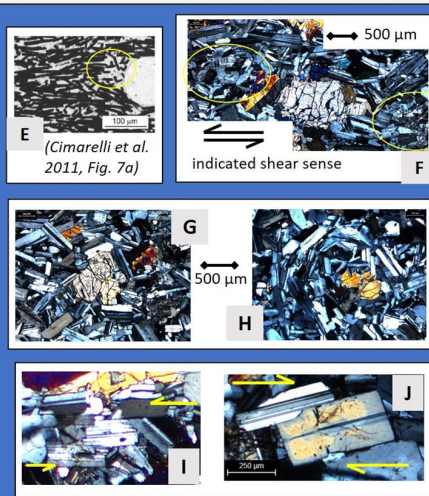 500 μm
100 μm
E
(Cimarelli et al.
2011, Fig. 7a)
indicated shear sense
F
G
500 μm
H
J
I
250 μm